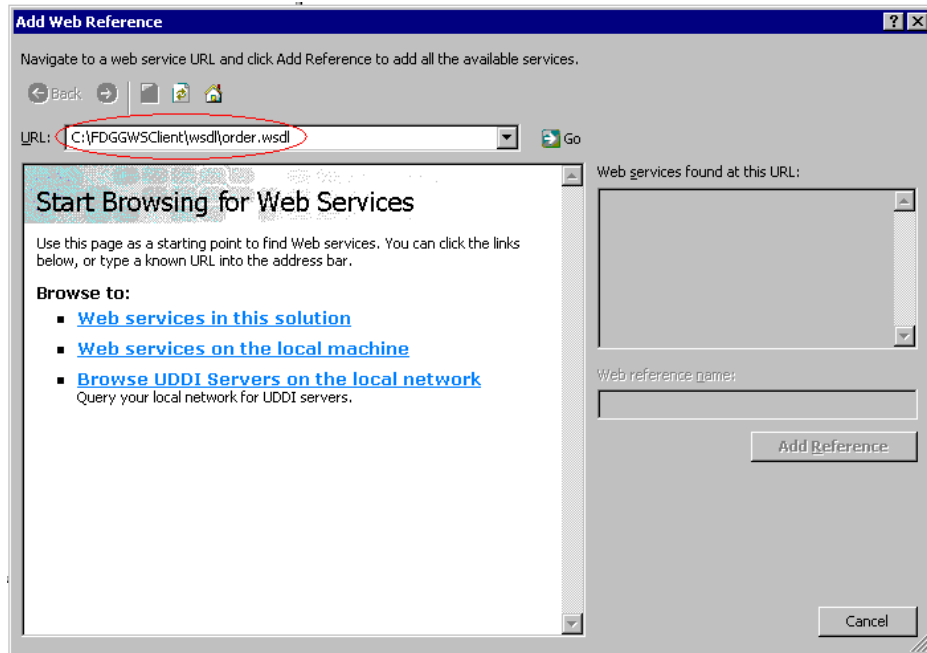 Add Web Reference
Navigate to a web service URL and click Add Reference to add all the available services.
Back
URL: C:\FDGGWSClient\wsdl\order.wsdl Go
Start Browsing for Web Services
Use this page as a starting point to find Web services. You can click the links
below, or type a known URL into the address bar.
Browse to:
Web services in this solution
Web services on the local machine
Browse UDDI Servers on the local network
Query your local network for UDDI servers.
Web services found at this URL:
Web reference name:
Add Reference
Cancel